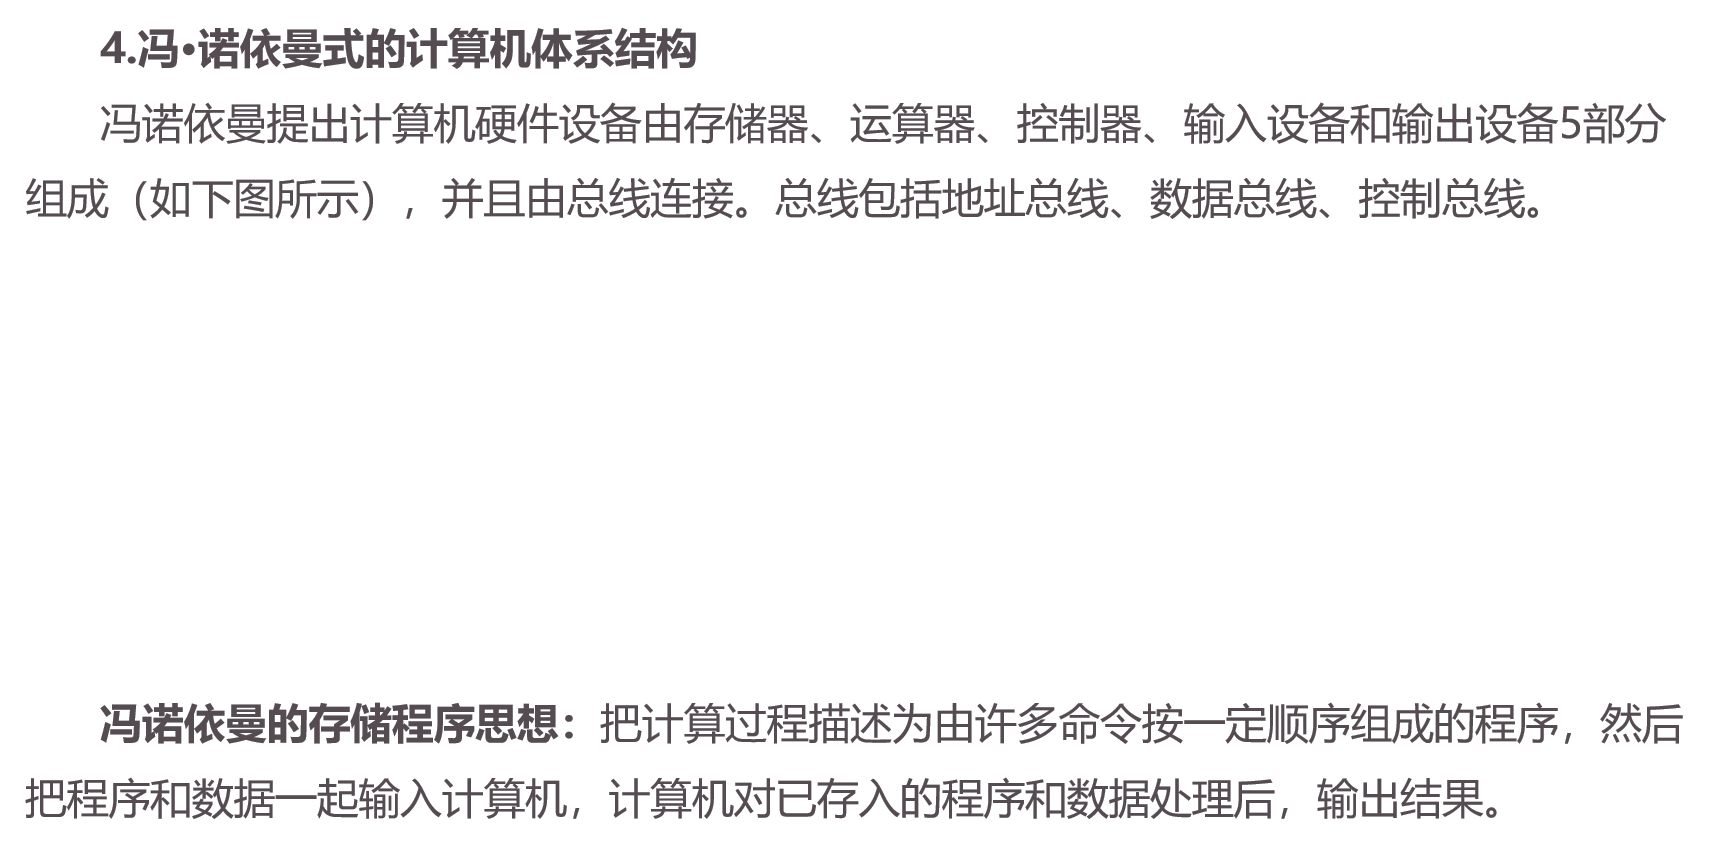 4.冯·诺依曼式的计算机体系结构
冯诺依曼提出计算机硬件设备由存储器、运算器、控制器、输入设备和输出设备5部分
组成（如下图所示），并且由总线连接。总线包括地址总线、数据总线、控制总线。
冯诺依曼的存储程序思想：把计算过程描述为由许多命令按一定顺序组成的程序，然后
把程序和数据一起输入计算机，计算机对已存入的程序和数据处理后，输出结果。